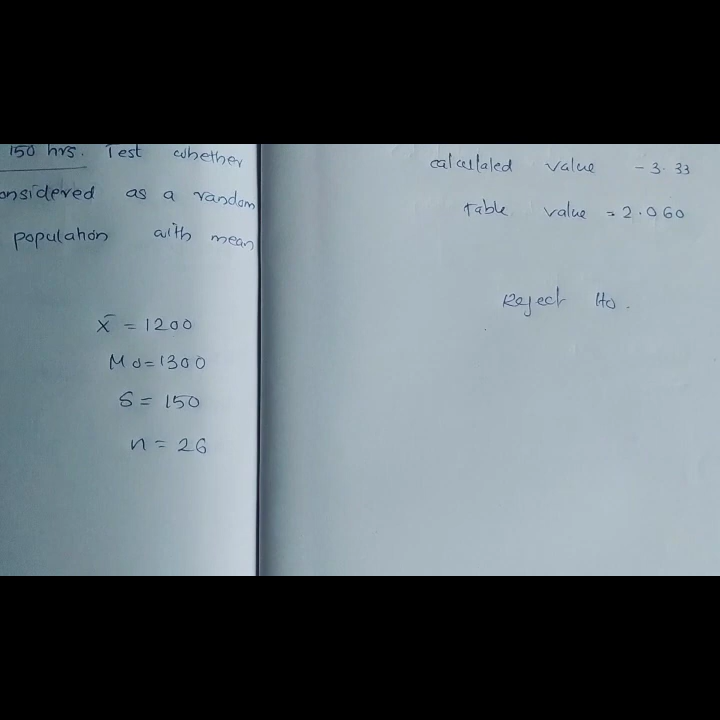 150 hrs. Test whether
onsidered as a random
population with mean
x̄ = 1200
Mo = 1300
S = 150
n = 26
calculated value -3.33
table value = 2.060
Reject Ho.